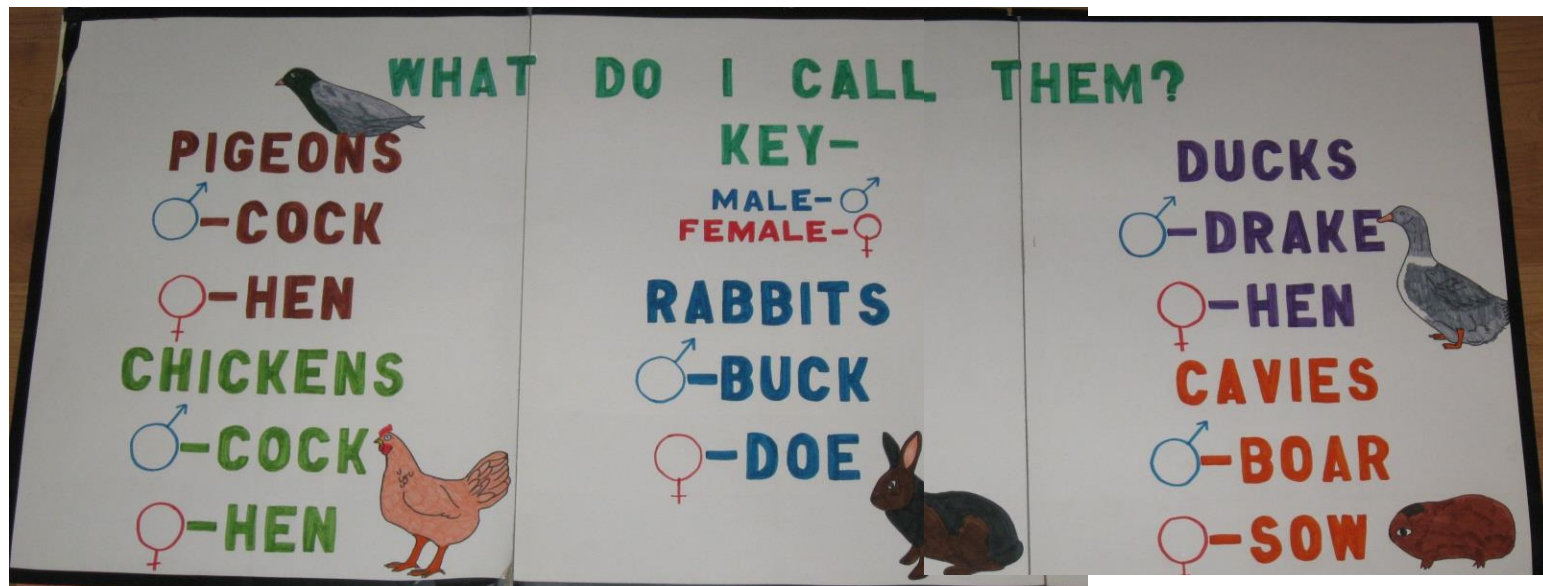 WHAT DO I CALL THEM?
PIGEONS
♂-COCK
♀-HEN
CHICKENS
♂-COCK
♀-HEN
KEY-
MALE-♂
FEMALE-♀
RABBITS
♂-BUCK
♀-DOE
DUCKS
♂-DRAKE
♀-HEN
CAVIES
♂-BOAR
♀-SOW